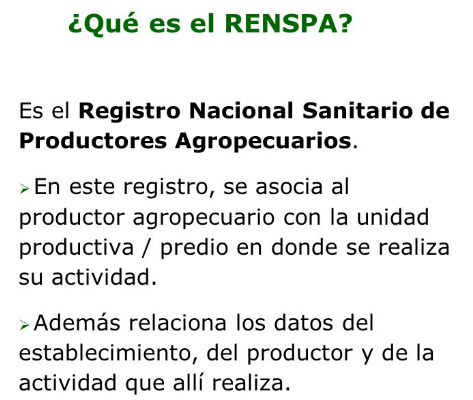 ¿Qué es el RENSPA?
Es el Registro Nacional Sanitario de
Productores Agropecuarios.
➢En este registro, se asocia al
productor agropecuario con la unidad
productiva / predio en donde se realiza
su actividad.
➢Además relaciona los datos del
establecimiento, del productor y de la
actividad que allí realiza.